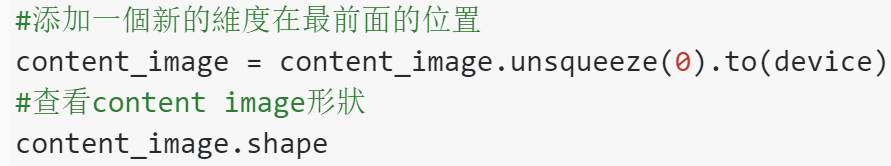 #添加一個新的維度在最前面的位置
content_image = content_image.unsqueeze(0).to(device)
#查看content image形狀
content_image.shape